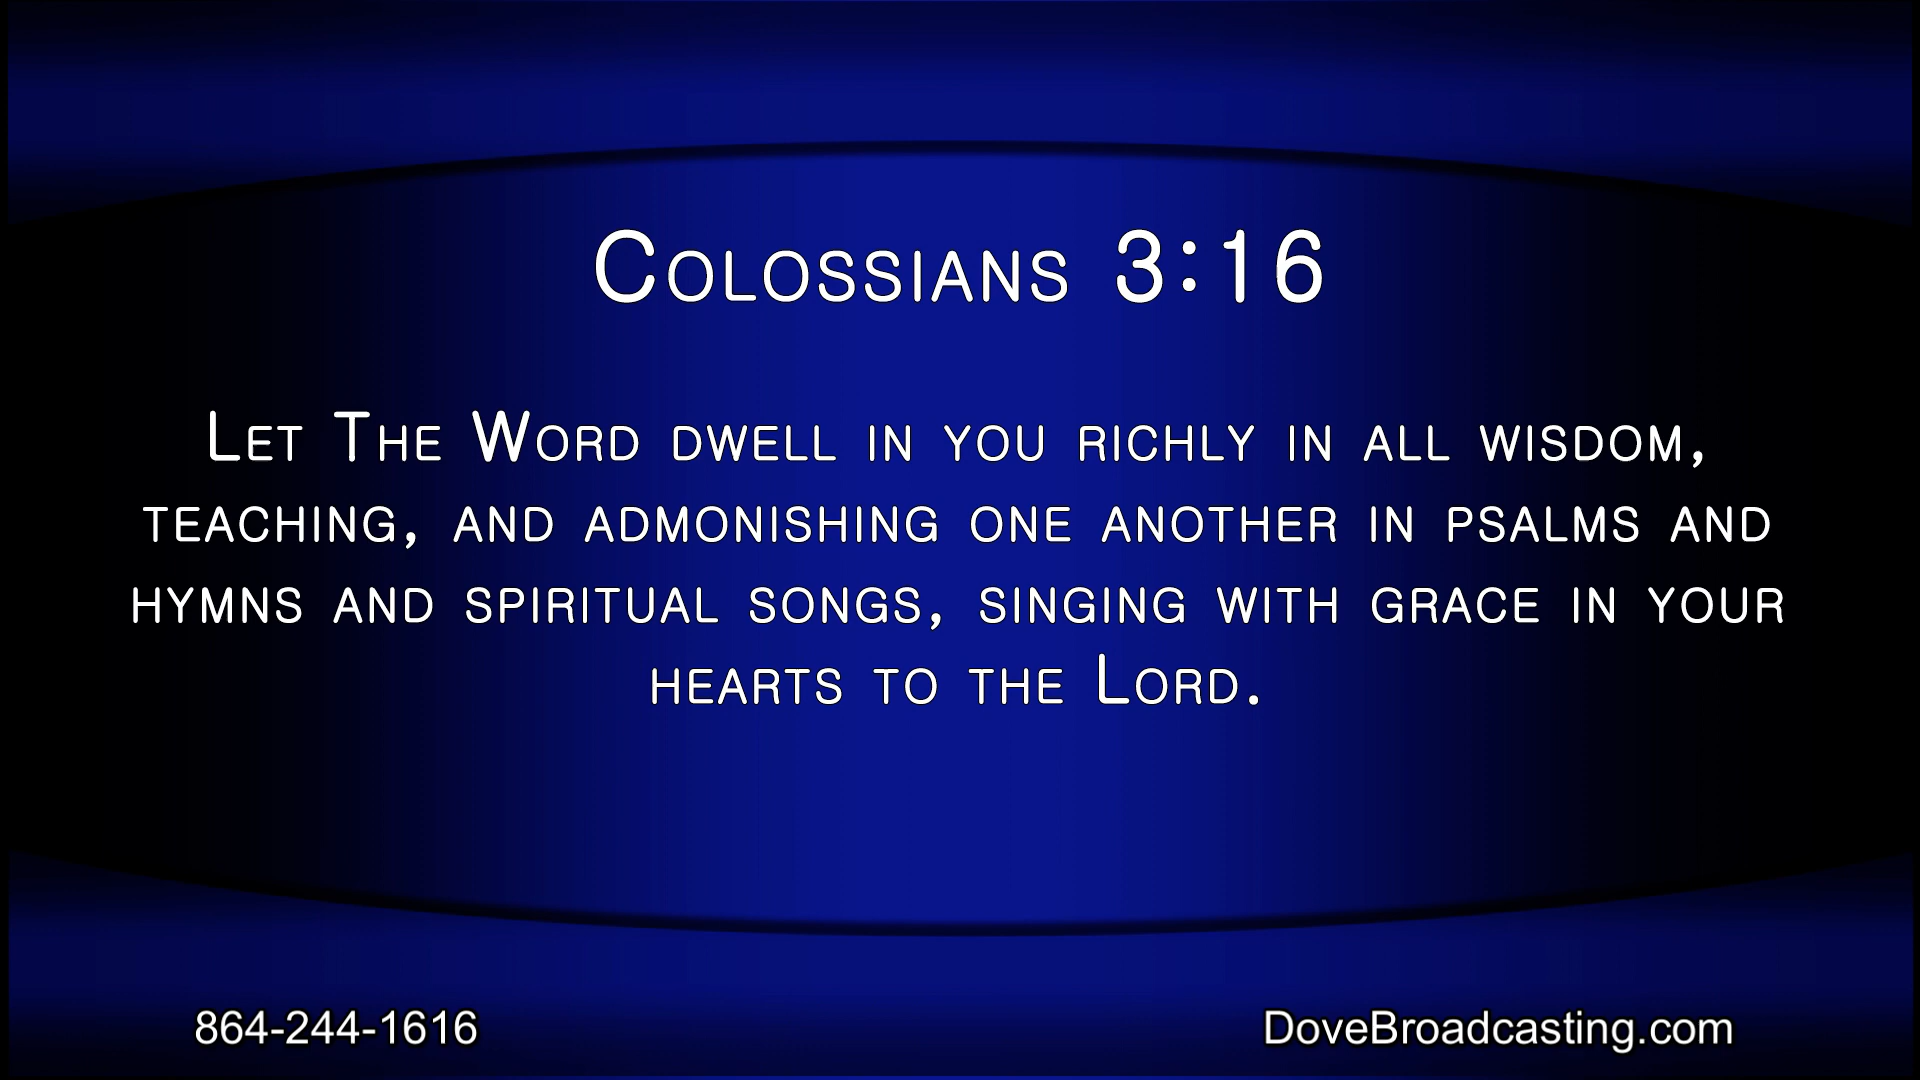 Colossians 3:16
Let The Word dwell in you richly in all wisdom,
teaching, and admonishing one another in psalms and
hymns and spiritual songs, singing with grace in your
hearts to the Lord.
864-244-1616
DoveBroadcasting.com